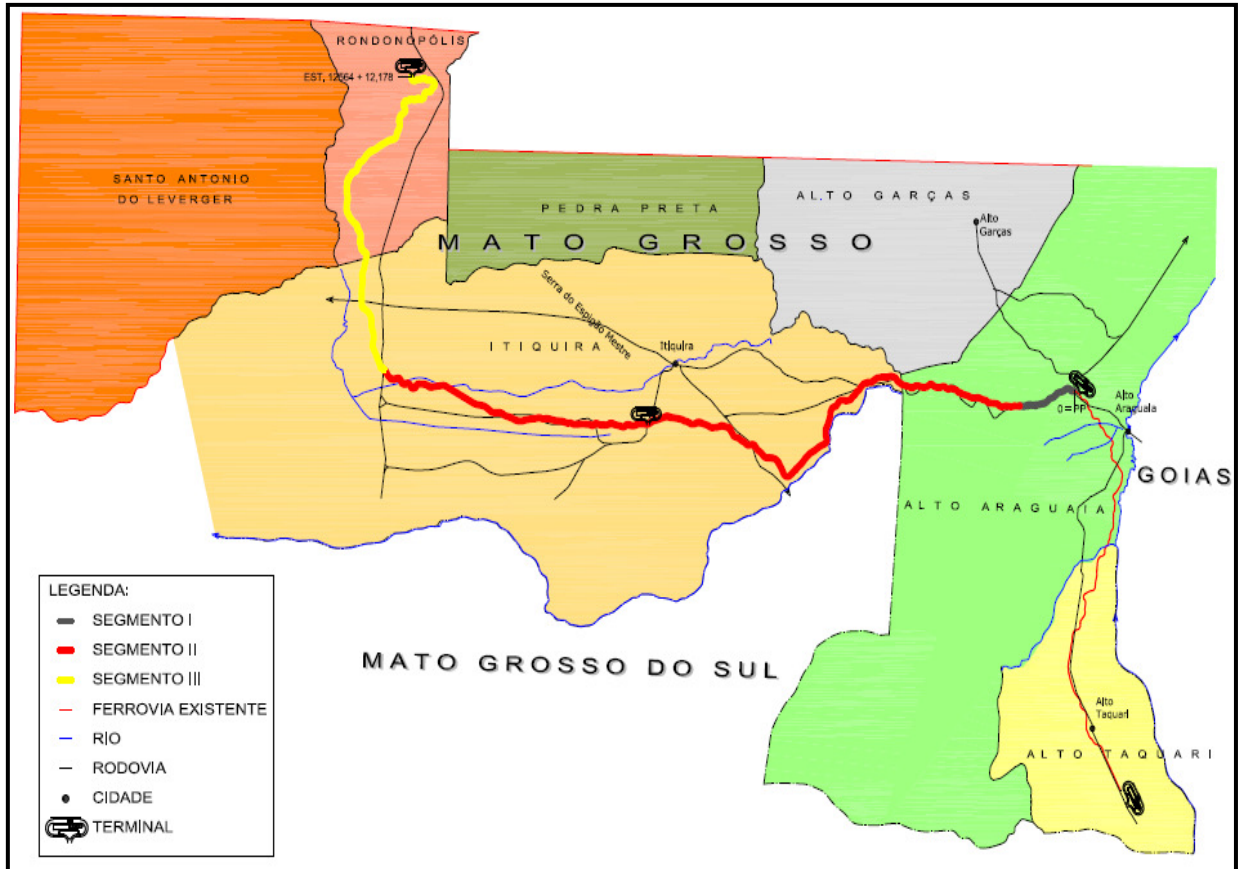 RONDONOPÓLIS
EST, 12664 + 12,178
SANTO ANTONIO
DO LEVERGER
PEDRA PRETA
ALTO GARÇAS
Alto
Garças
MATO GROSSO
Serra do Espigão Mestre
ITIQUIRA
Itiquira
0=PP
Alto
Araguaia
GOIAS
ALTO ARAGUAIA
MATO GROSSO DO SUL
Alto
Taquari
ALTO TAQUARI
LEGENDA:
SEGMENTO I
SEGMENTO II
SEGMENTO III
FERROVIA EXISTENTE
RIO
RODOVIA
CIDADE
TERMINAL